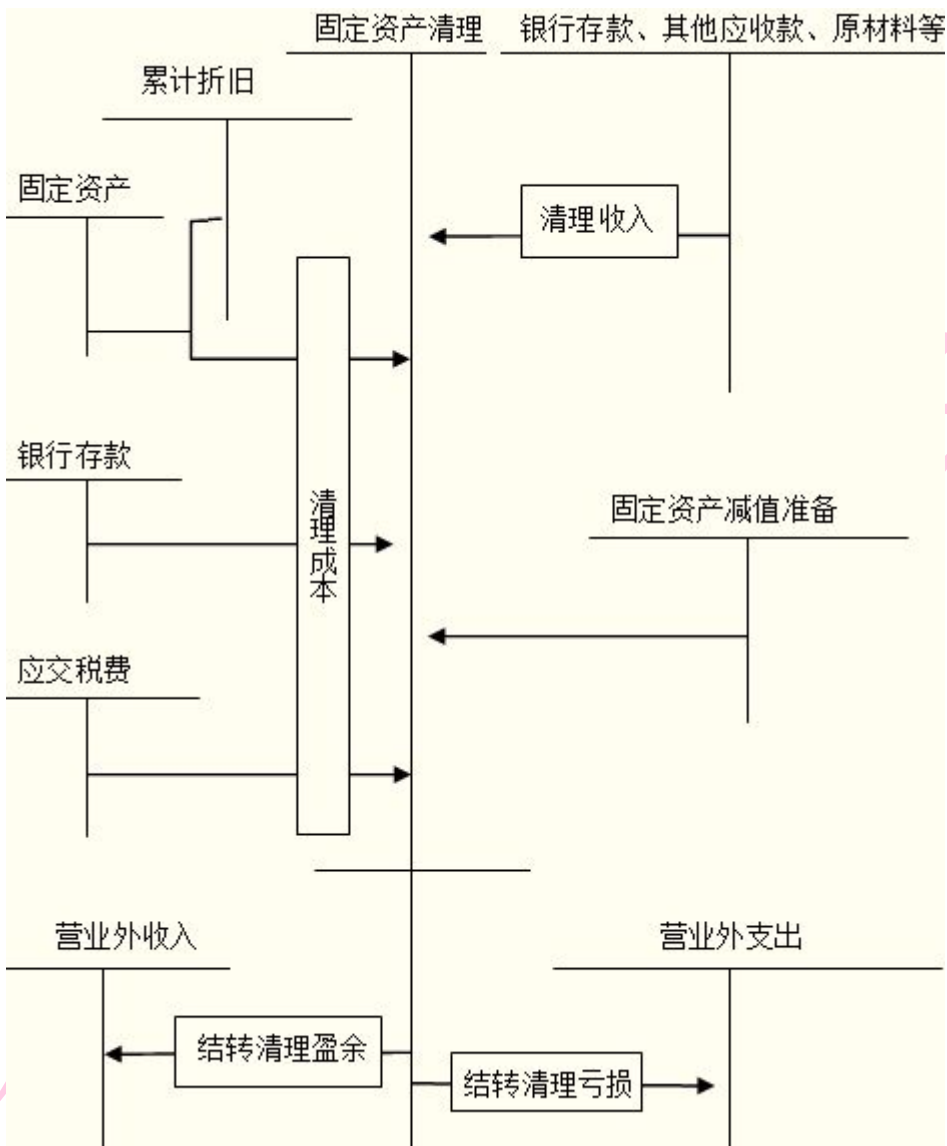 固定资产清理
银行存款、其他应收款、原材料等
累计折旧
固定资产
清理收入
银行存款
固定资产减值准备
清理成本
应交税费
营业外收入
营业外支出
结转清理盈余
结转清理亏损